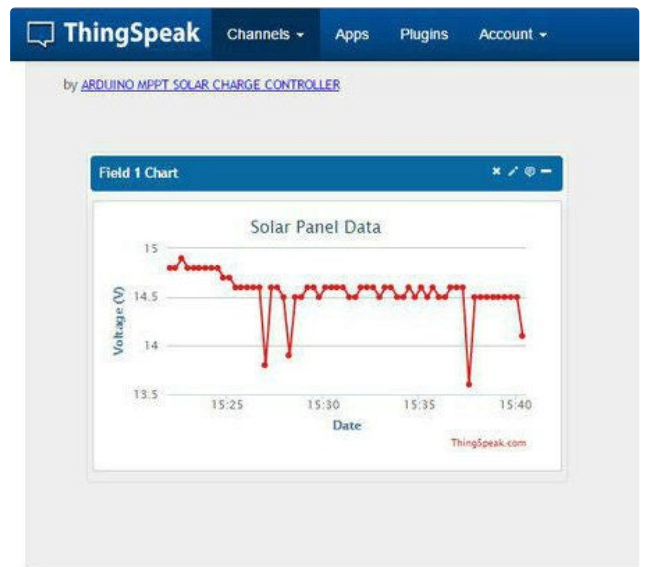 ThingSpeak Channels Apps Plugins Account
by ARDUINO MPPT SOLAR CHARGE CONTROLLER
Field 1 Chart
Solar Panel Data
Voltage (V)
15
14.5
14
13.5
15:25 15:30 15:35 15:40
Date
ThingSpeak.com